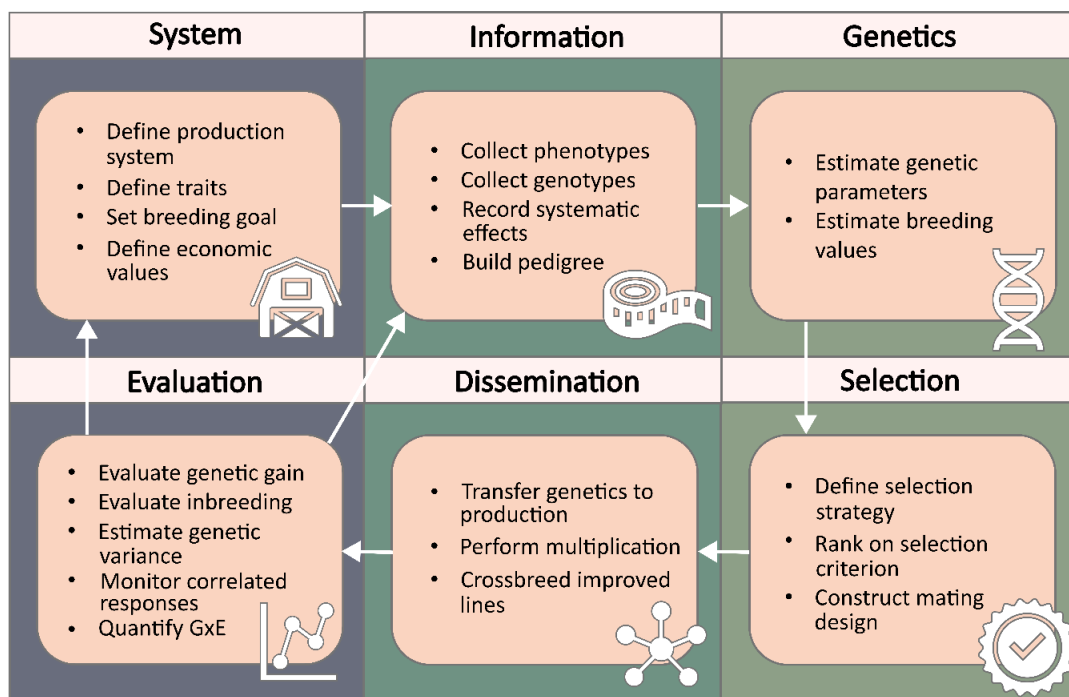 System
• Define production
system
• Define traits
• Set breeding goal
• Define economic
values
Information
• Collect phenotypes
• Collect genotypes
• Record systematic
effects
• Build pedigree
Genetics
• Estimate genetic
parameters
• Estimate breeding
values
Evaluation
• Evaluate genetic gain
• Evaluate inbreeding
• Estimate genetic
variance
• Monitor correlated
responses
• Quantify GxE
Dissemination
• Transfer genetics to
production
• Perform multiplication
• Crossbreed improved
lines
Selection
• Define selection
strategy
• Rank on selection
criterion
• Construct mating
design